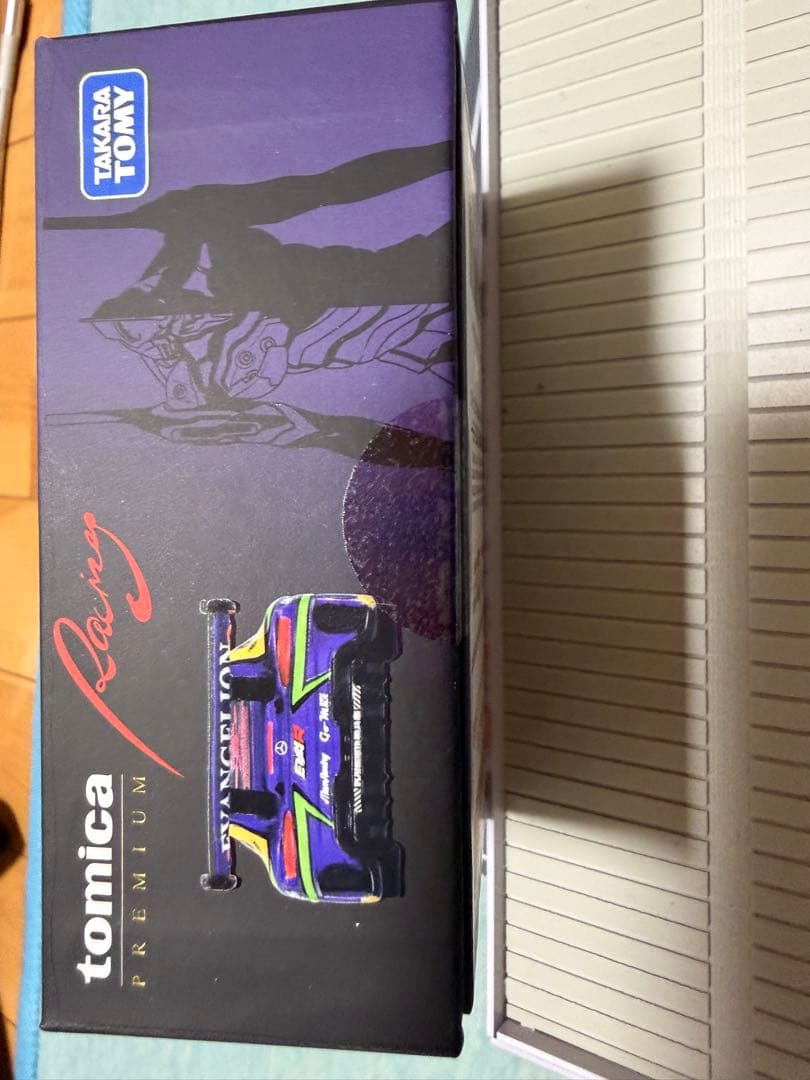 tomica
PREMIUM
Racing
TAKARA
TOMY
EVANGELION